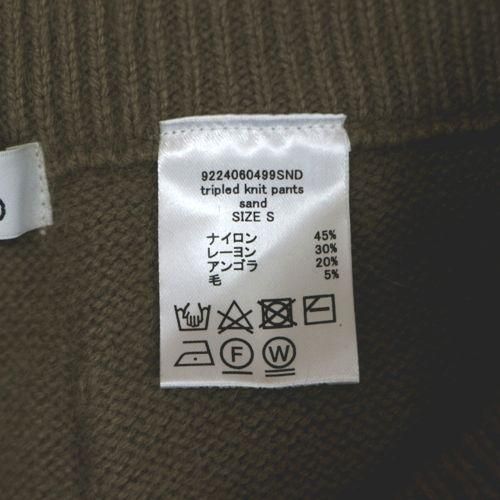 9224060499SND
tripled knit pants
sand
SIZE S
ナイロン 45%
レーヨン 30%
アンゴラ 20%
毛 5%
F W